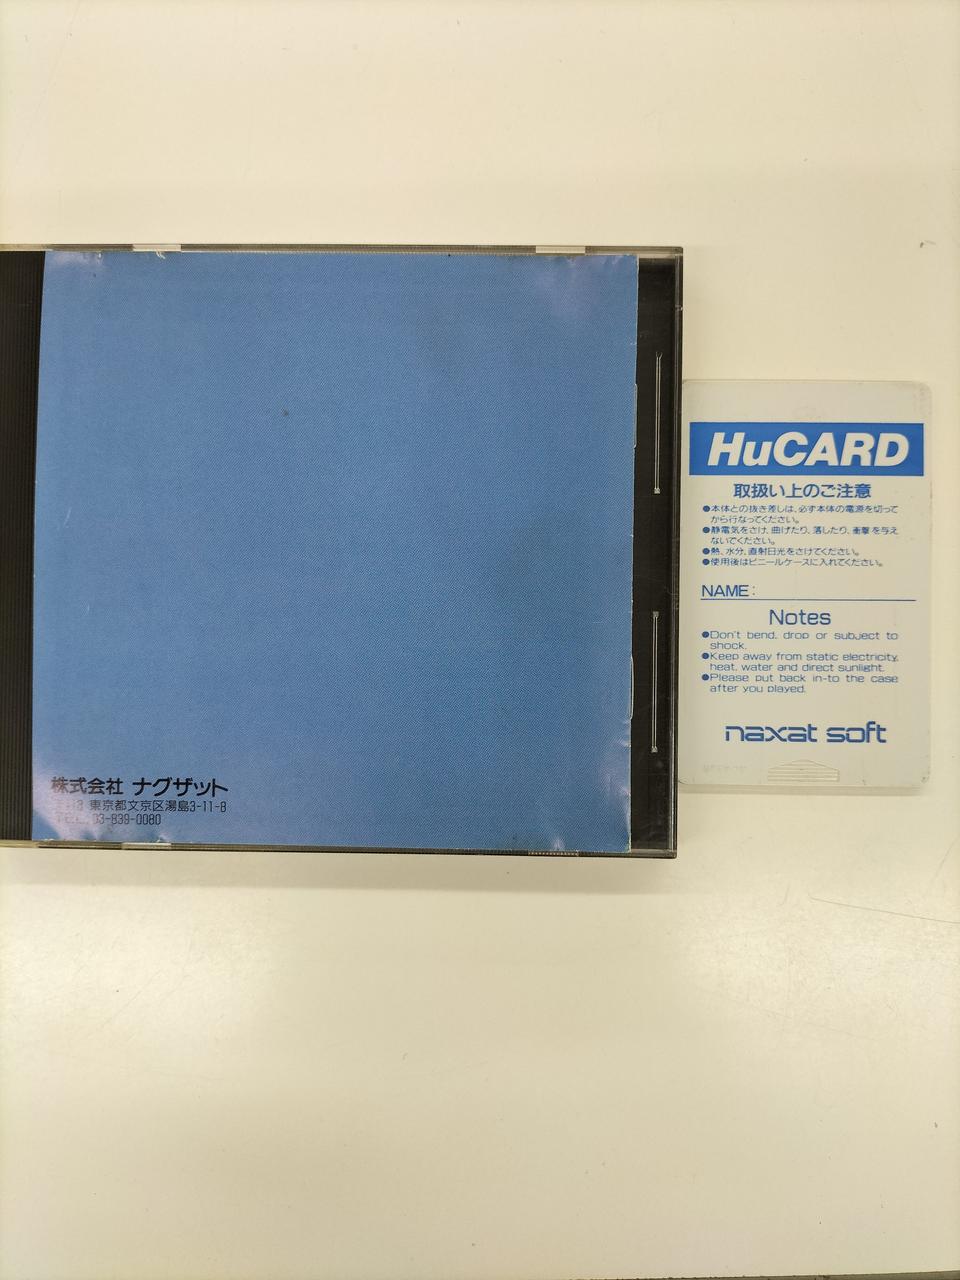 株式会社 ナグザット
東京都文京区湯島3-11-8
03-839-0080
HuCARD
取扱い上のご注意
●本体との抜き差しは、必ず本体の電源を切って
から行なってください。
●静電気をさけ、曲げたり、落したり、衝撃を与え
ないでください。
●熱、水分、直射日光をさけてください。
●使用後はビニールケースに入れてください。
NAME:
Notes
●Don't bend, drop or subject to
shock.
●Keep away from static electricity,
heat, water and direct sunlight.
●Please put back in-to the case
after you played.
naxat soft